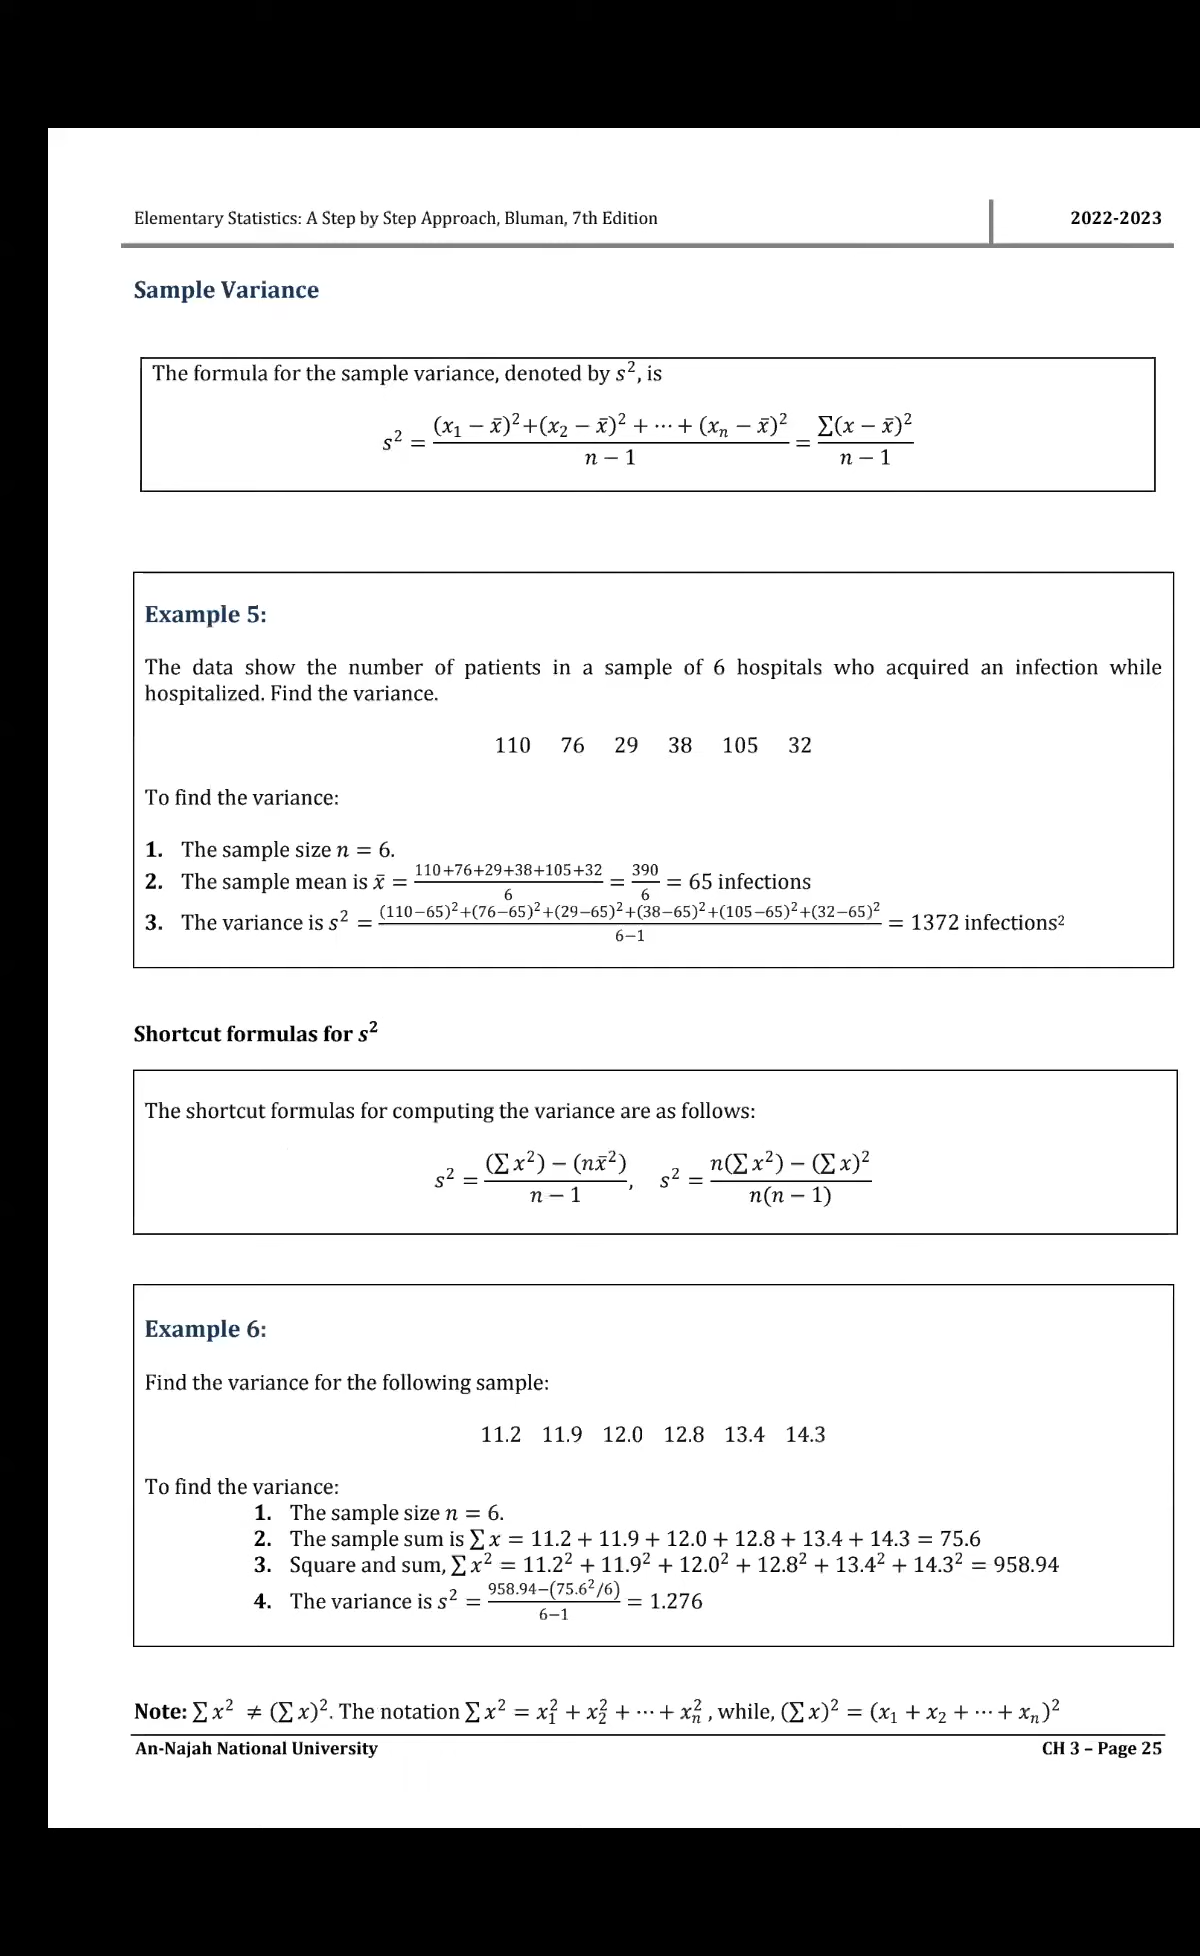 Elementary Statistics: A Step by Step Approach, Bluman, 7th Edition 2022-2023
Sample Variance
The formula for the sample variance, denoted by s², is
s² = ((x₁ − x̄)²+(x₂ − x̄)² + ⋯ + (xₙ − x̄)²)/(n − 1) = ∑(x − x̄)²/(n − 1)
Example 5:
The data show the number of patients in a sample of 6 hospitals who acquired an infection while
hospitalized. Find the variance.
110 76 29 38 105 32
To find the variance:
1. The sample size n = 6.
2. The sample mean is x̄ = (110+76+29+38+105+32)/6 = 390/6 = 65 infections
3. The variance is s² = ((110−65)²+(76−65)²+(29−65)²+(38−65)²+(105−65)²+(32−65)²)/(6−1) = 1372 infections²
Shortcut formulas for s²
The shortcut formulas for computing the variance are as follows:
s² = ((∑ x²) − (nx̄²))/(n − 1), s² = (n(∑ x²) − (∑ x)²)/(n(n − 1))
Example 6:
Find the variance for the following sample:
11.2 11.9 12.0 12.8 13.4 14.3
To find the variance:
1. The sample size n = 6.
2. The sample sum is ∑ x = 11.2 + 11.9 + 12.0 + 12.8 + 13.4 + 14.3 = 75.6
3. Square and sum, ∑ x² = 11.2² + 11.9² + 12.0² + 12.8² + 13.4² + 14.3² = 958.94
4. The variance is s² = (958.94−(75.6²/6))/(6−1) = 1.276
Note: ∑ x² ≠ (∑ x)². The notation ∑ x² = x₁² + x₂² + ⋯ + xₙ² , while, (∑ x)² = (x₁ + x₂ + ⋯ + xₙ)²
An-Najah National University CH 3 – Page 25